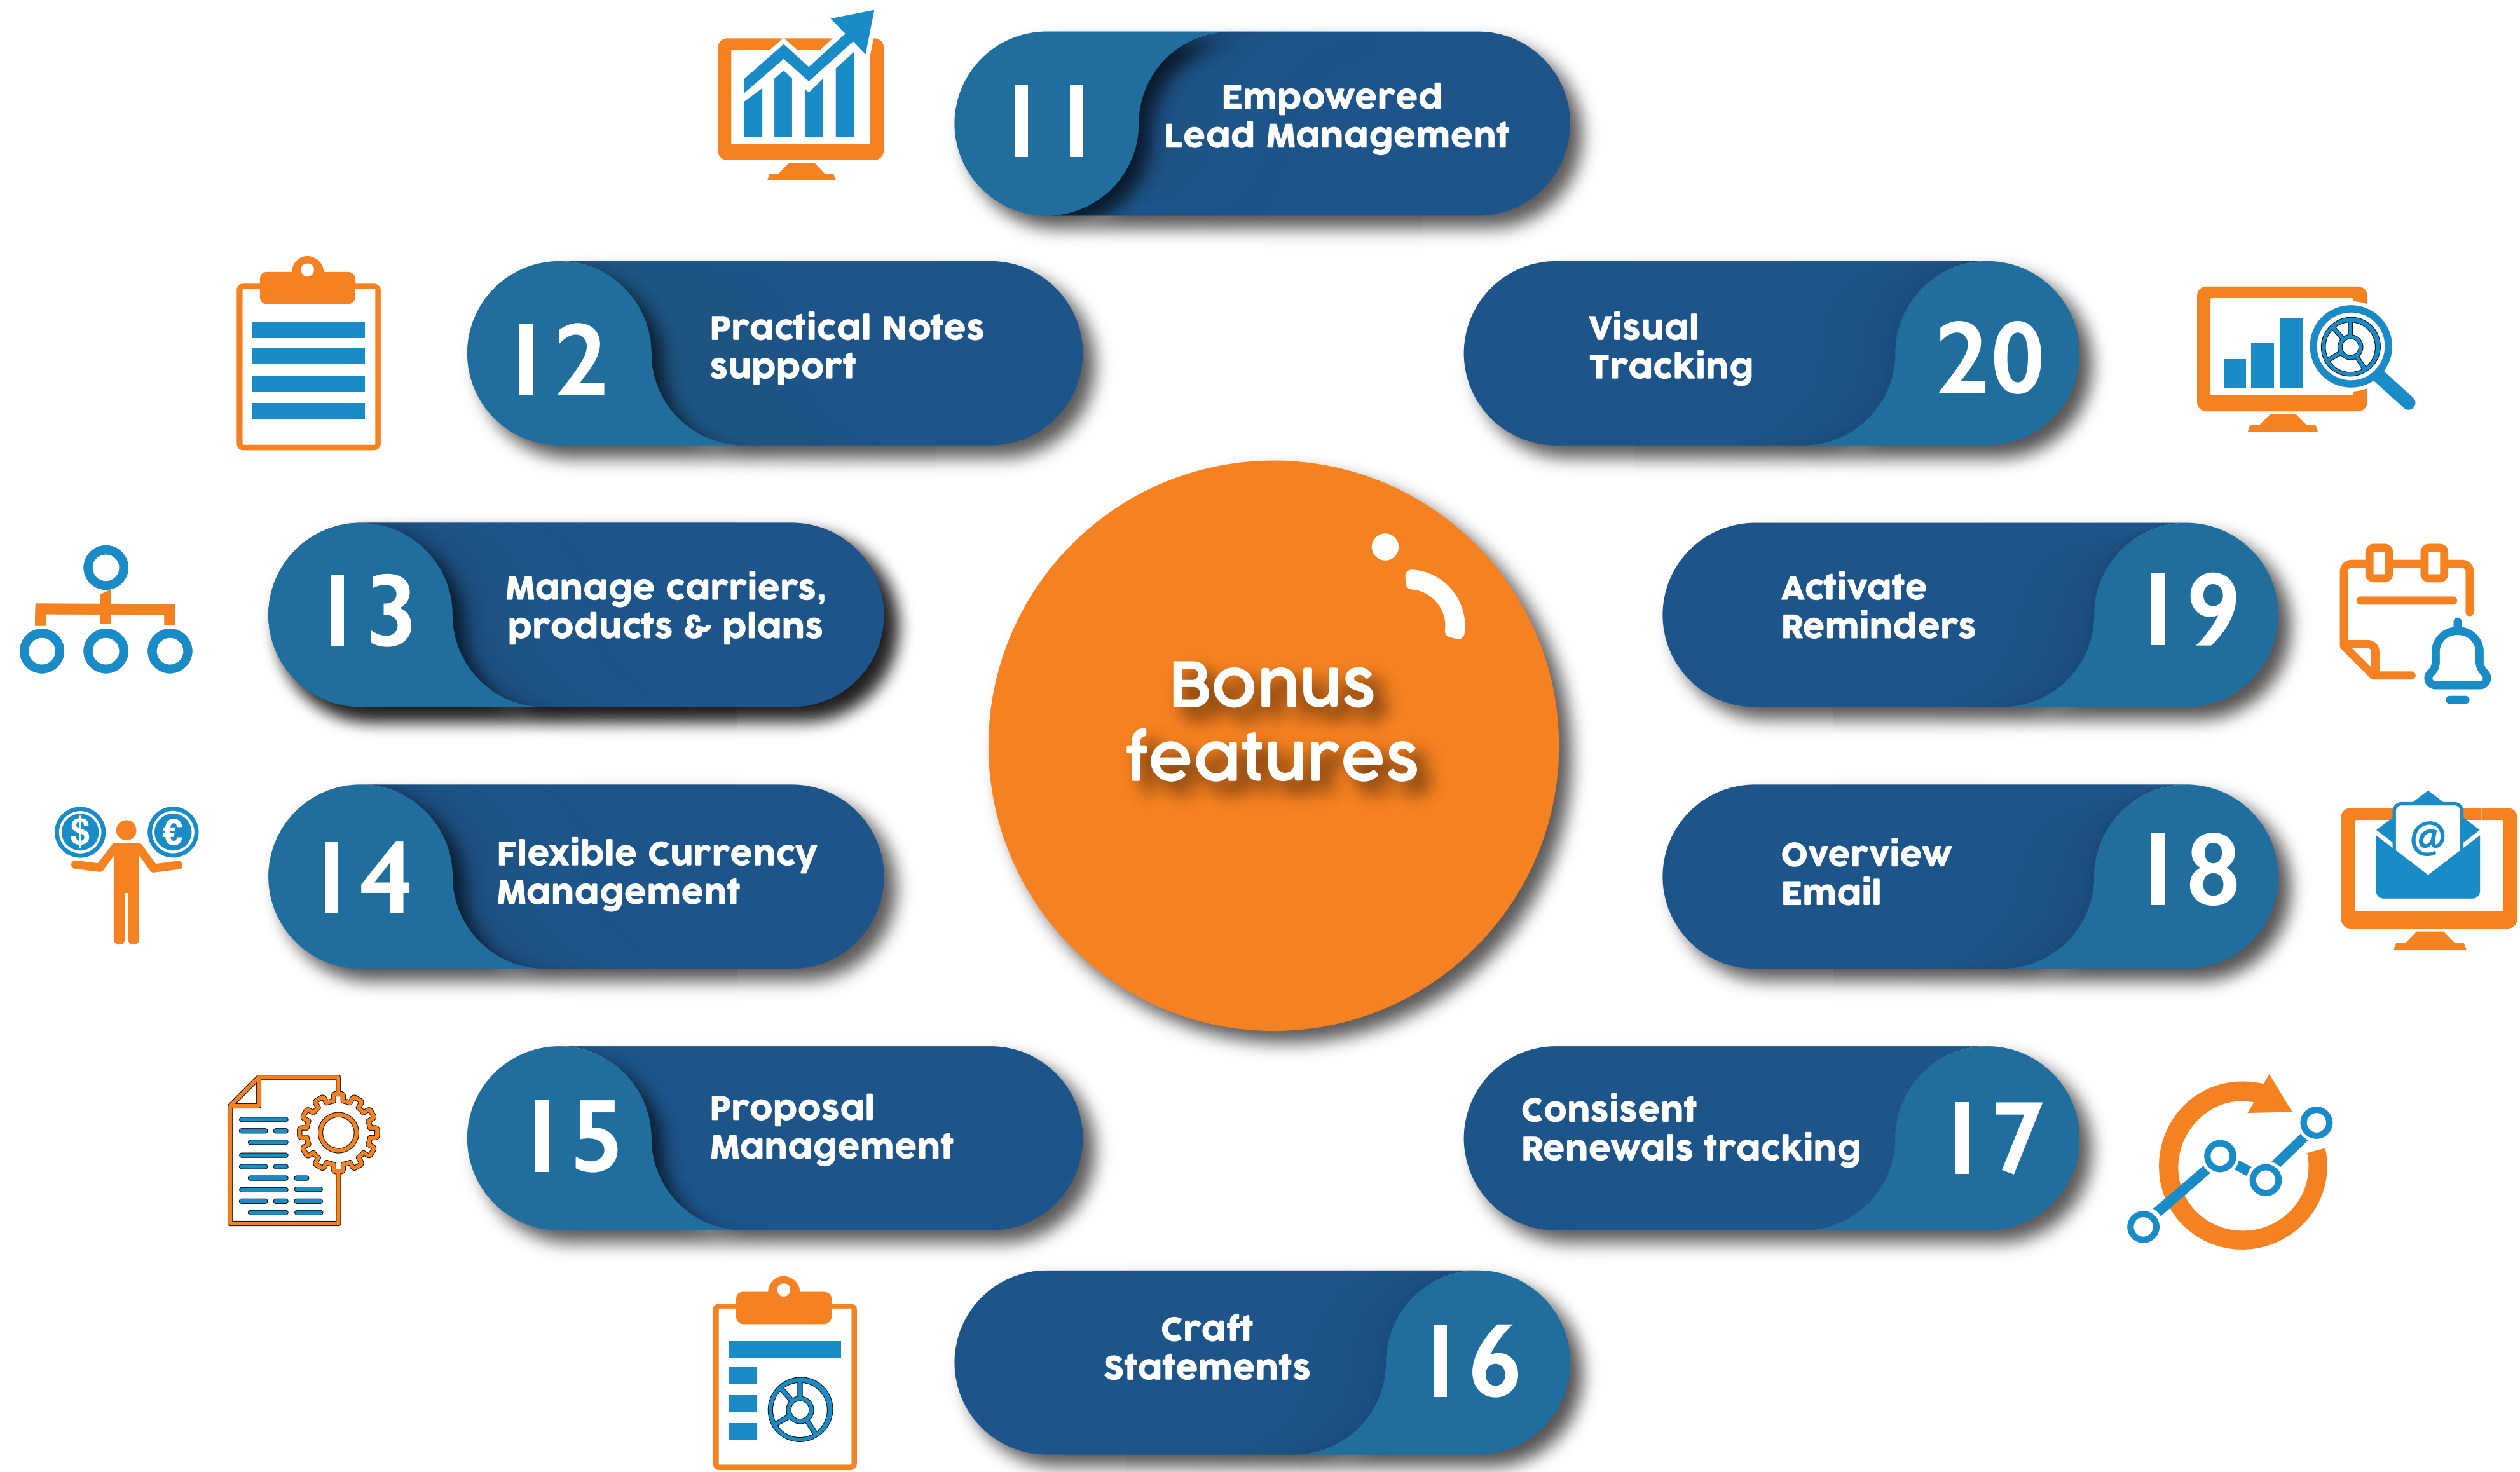 11
Empowered
Lead Management
12
Practical Notes
support
13
Manage carriers,
products & plans
14
Flexible Currency
Management
$
€
15
Proposal
Management
16
Craft
Statements
17
Consisent
Renewals tracking
18
Overview
Email
@
19
Activate
Reminders
20
Visual
Tracking
Bonus
features